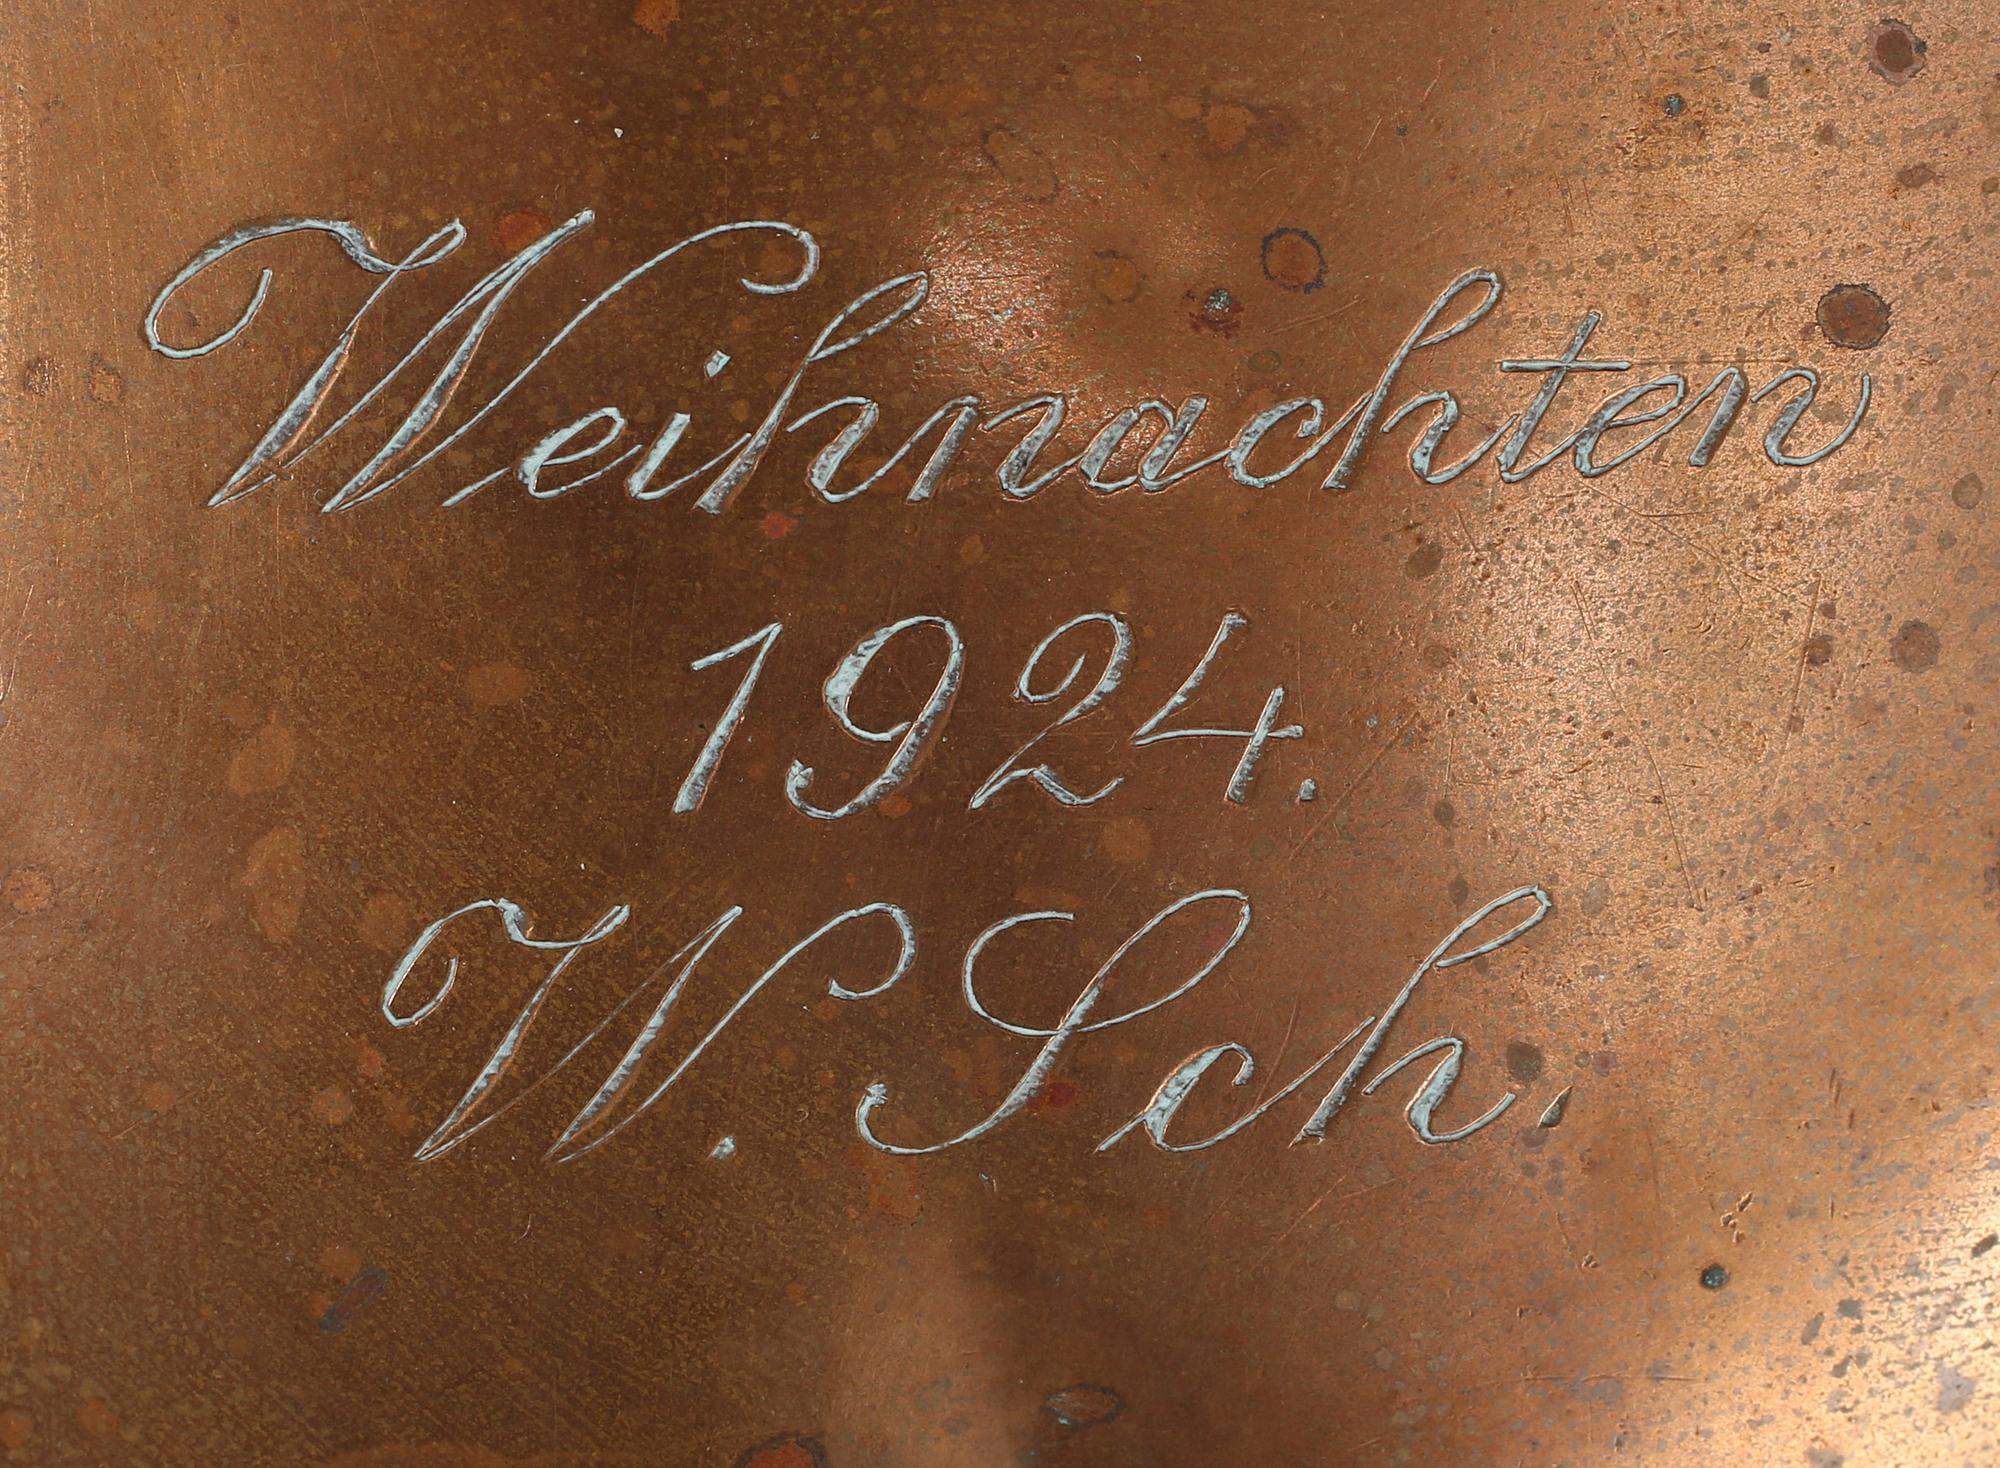 Weihnachten
1924.
W. Sch.